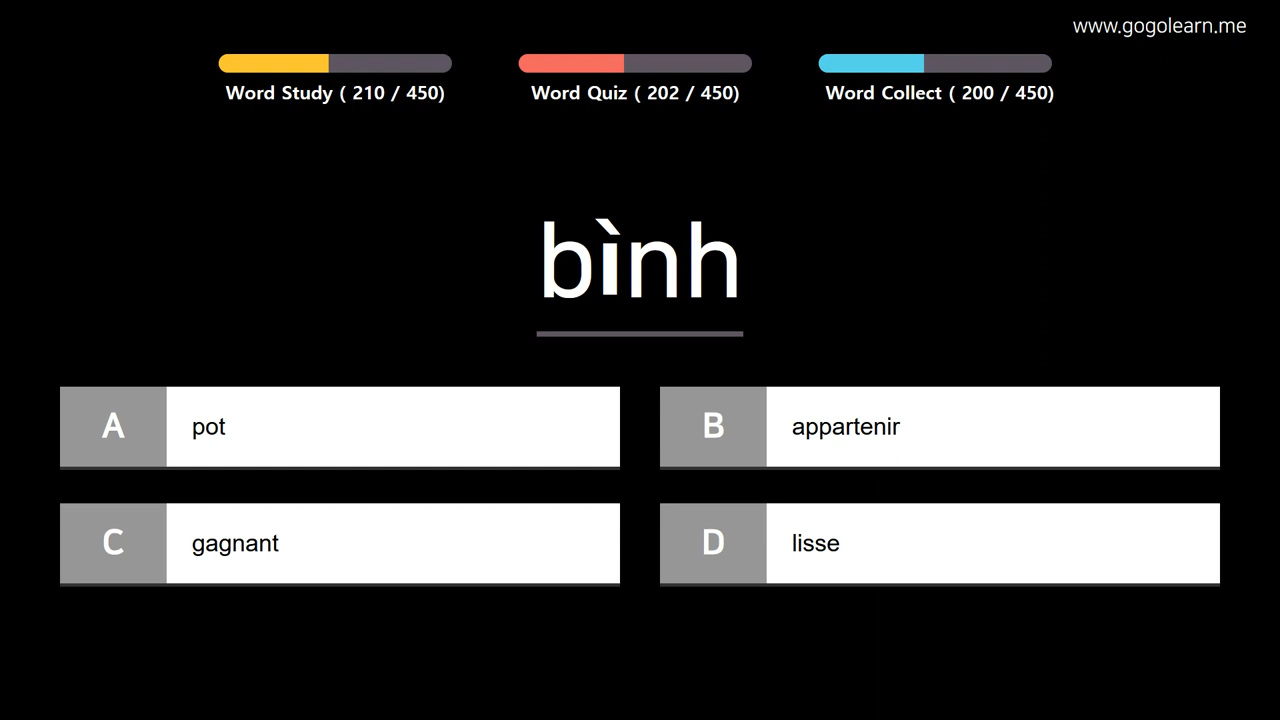 www.gogolearn.me
Word Study ( 210 / 450)
Word Quiz ( 202 / 450)
Word Collect ( 200 / 450)
bình
A pot
B appartenir
C gagnant
D lisse